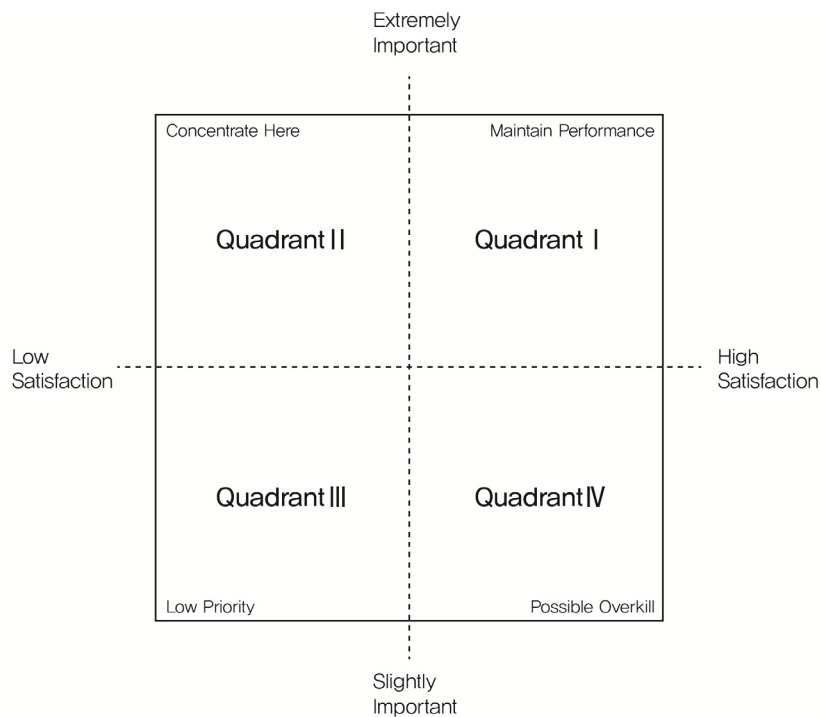 Extremely
Important
Concentrate Here
Maintain Performance
Quadrant II
Quadrant I
Low
Satisfaction
High
Satisfaction
Quadrant III
Quadrant IV
Low Priority
Possible Overkill
Slightly
Important